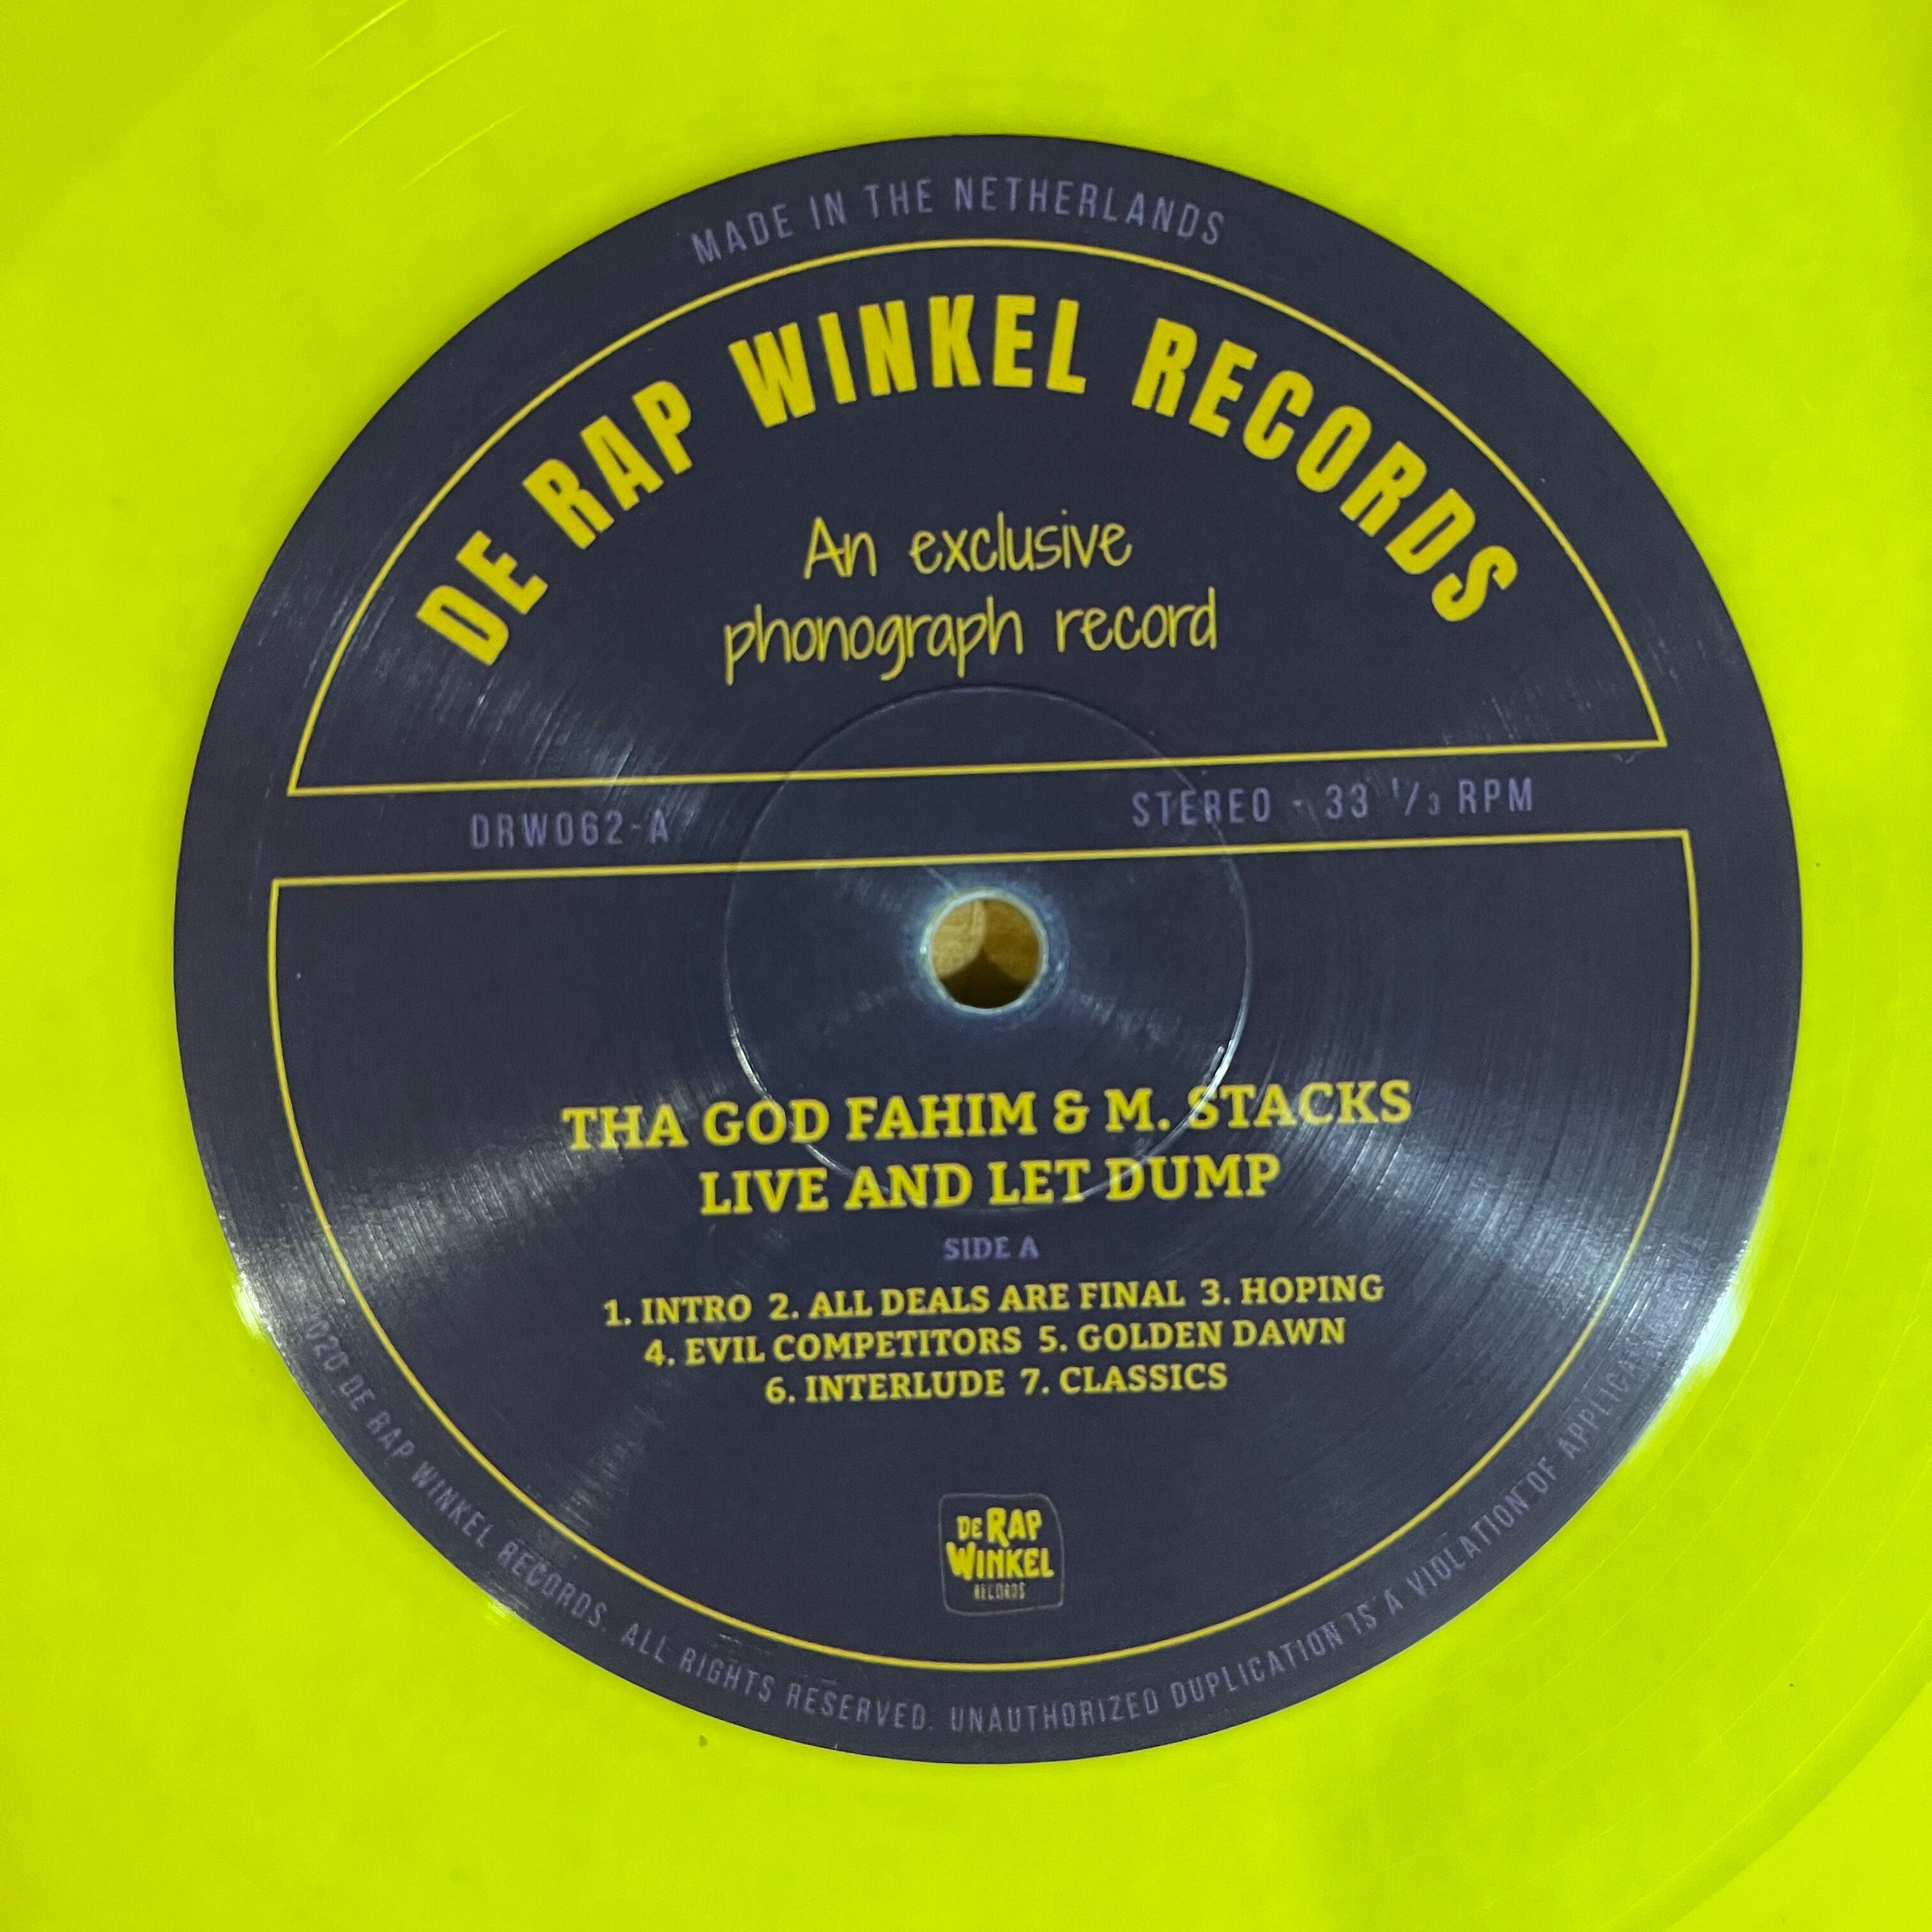 MADE IN THE NETHERLANDS
DE RAP WINKEL RECORDS
An exclusive
phonograph record
DRW062-A
STEREO - 33 1/3 RPM
THA GOD FAHIM & M. STACKS
LIVE AND LET DUMP
SIDE A
1. INTRO 2. ALL DEALS ARE FINAL 3. HOPING
4. EVIL COMPETITORS 5. GOLDEN DAWN
6. INTERLUDE 7. CLASSICS
DE RAP
WINKEL
RECORDS
DE RAP WINKEL RECORDS. ALL RIGHTS RESERVED. UNAUTHORIZED DUPLICATION IS A VIOLATION OF